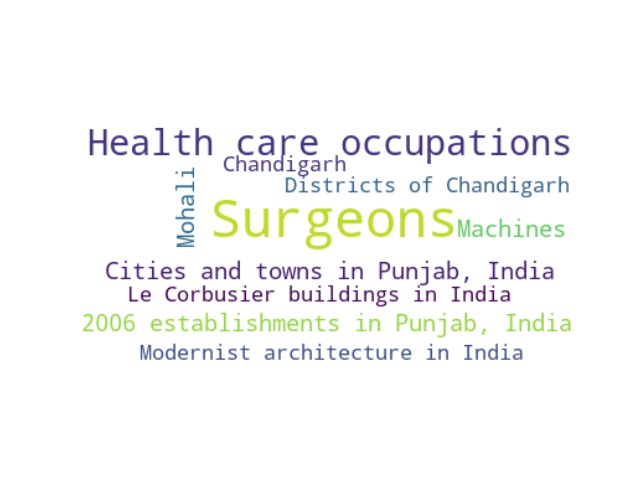 Health care occupations
Chandigarh
Mohali
Districts of Chandigarh
Surgeons
Machines
Cities and towns in Punjab, India
Le Corbusier buildings in India
2006 establishments in Punjab, India
Modernist architecture in India